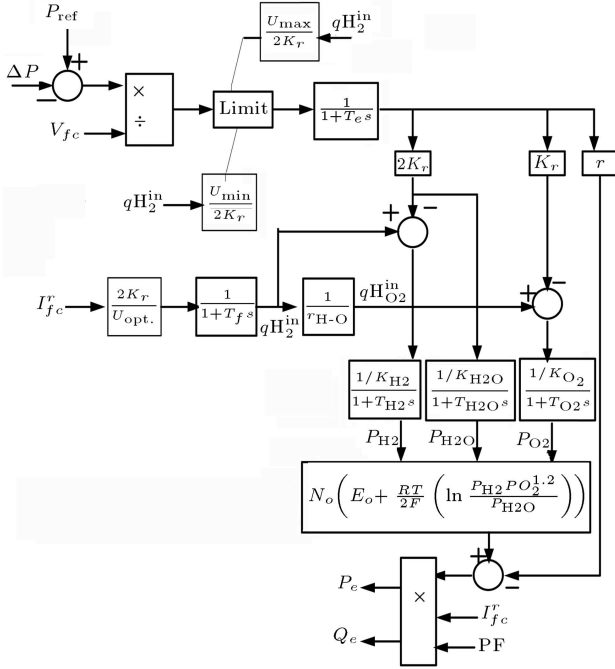 P_ref
U_max / 2K_r
qH_2^in
+
ΔP
−
×
÷
V_fc
Limit
1 / 1+T_e s
2K_r
K_r
r
qH_2^in
U_min / 2K_r
+
−
I_fc^r
2K_r / U_opt.
1 / 1+T_f s
qH_2^in
1 / r_H-O
qH_O2^in
+
−
1/K_H2 / 1+T_H2 s
1/K_H2O / 1+T_H2O s
1/K_O_2 / 1+T_O2 s
P_H2
P_H2O
P_O2
N_o(E_o + RT/2F (ln P_H2 PO_2^1.2 / P_H2O))
+
−
P_e
×
I_fc^r
Q_e
PF